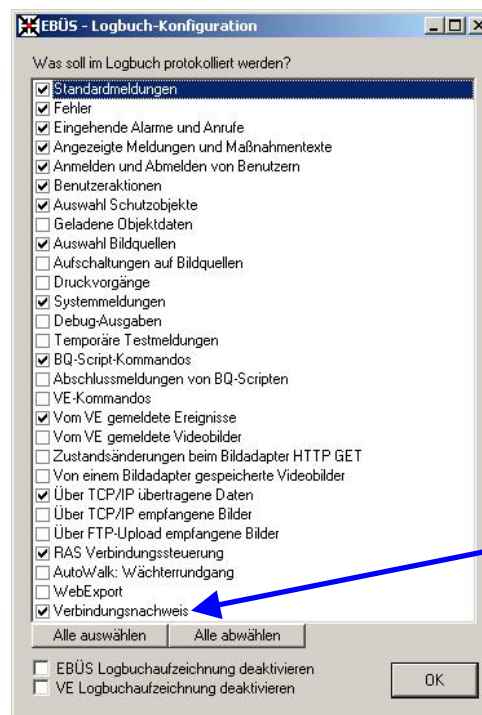 EBÜS - Logbuch-Konfiguration
Was soll im Logbuch protokolliert werden?
Standardmeldungen
Fehler
Eingehende Alarme und Anrufe
Angezeigte Meldungen und Maßnahmentexte
Anmelden und Abmelden von Benutzern
Benutzeraktionen
Auswahl Schutzobjekte
Geladene Objektdaten
Auswahl Bildquellen
Aufschaltungen auf Bildquellen
Druckvorgänge
Systemmeldungen
Debug-Ausgaben
Temporäre Testmeldungen
BQ-Script-Kommandos
Abschlussmeldungen von BQ-Scripten
VE-Kommandos
Vom VE gemeldete Ereignisse
Vom VE gemeldete Videobilder
Zustandsänderungen beim Bildadapter HTTP GET
Von einem Bildadapter gespeicherte Videobilder
Über TCP/IP übertragene Daten
Über TCP/IP empfangene Bilder
Über FTP-Upload empfangene Bilder
RAS Verbindungssteuerung
AutoWalk: Wächterrundgang
WebExport
Verbindungsnachweis
Alle auswählen Alle abwählen
EBÜS Logbuchaufzeichnung deaktivieren
VE Logbuchaufzeichnung deaktivieren
OK